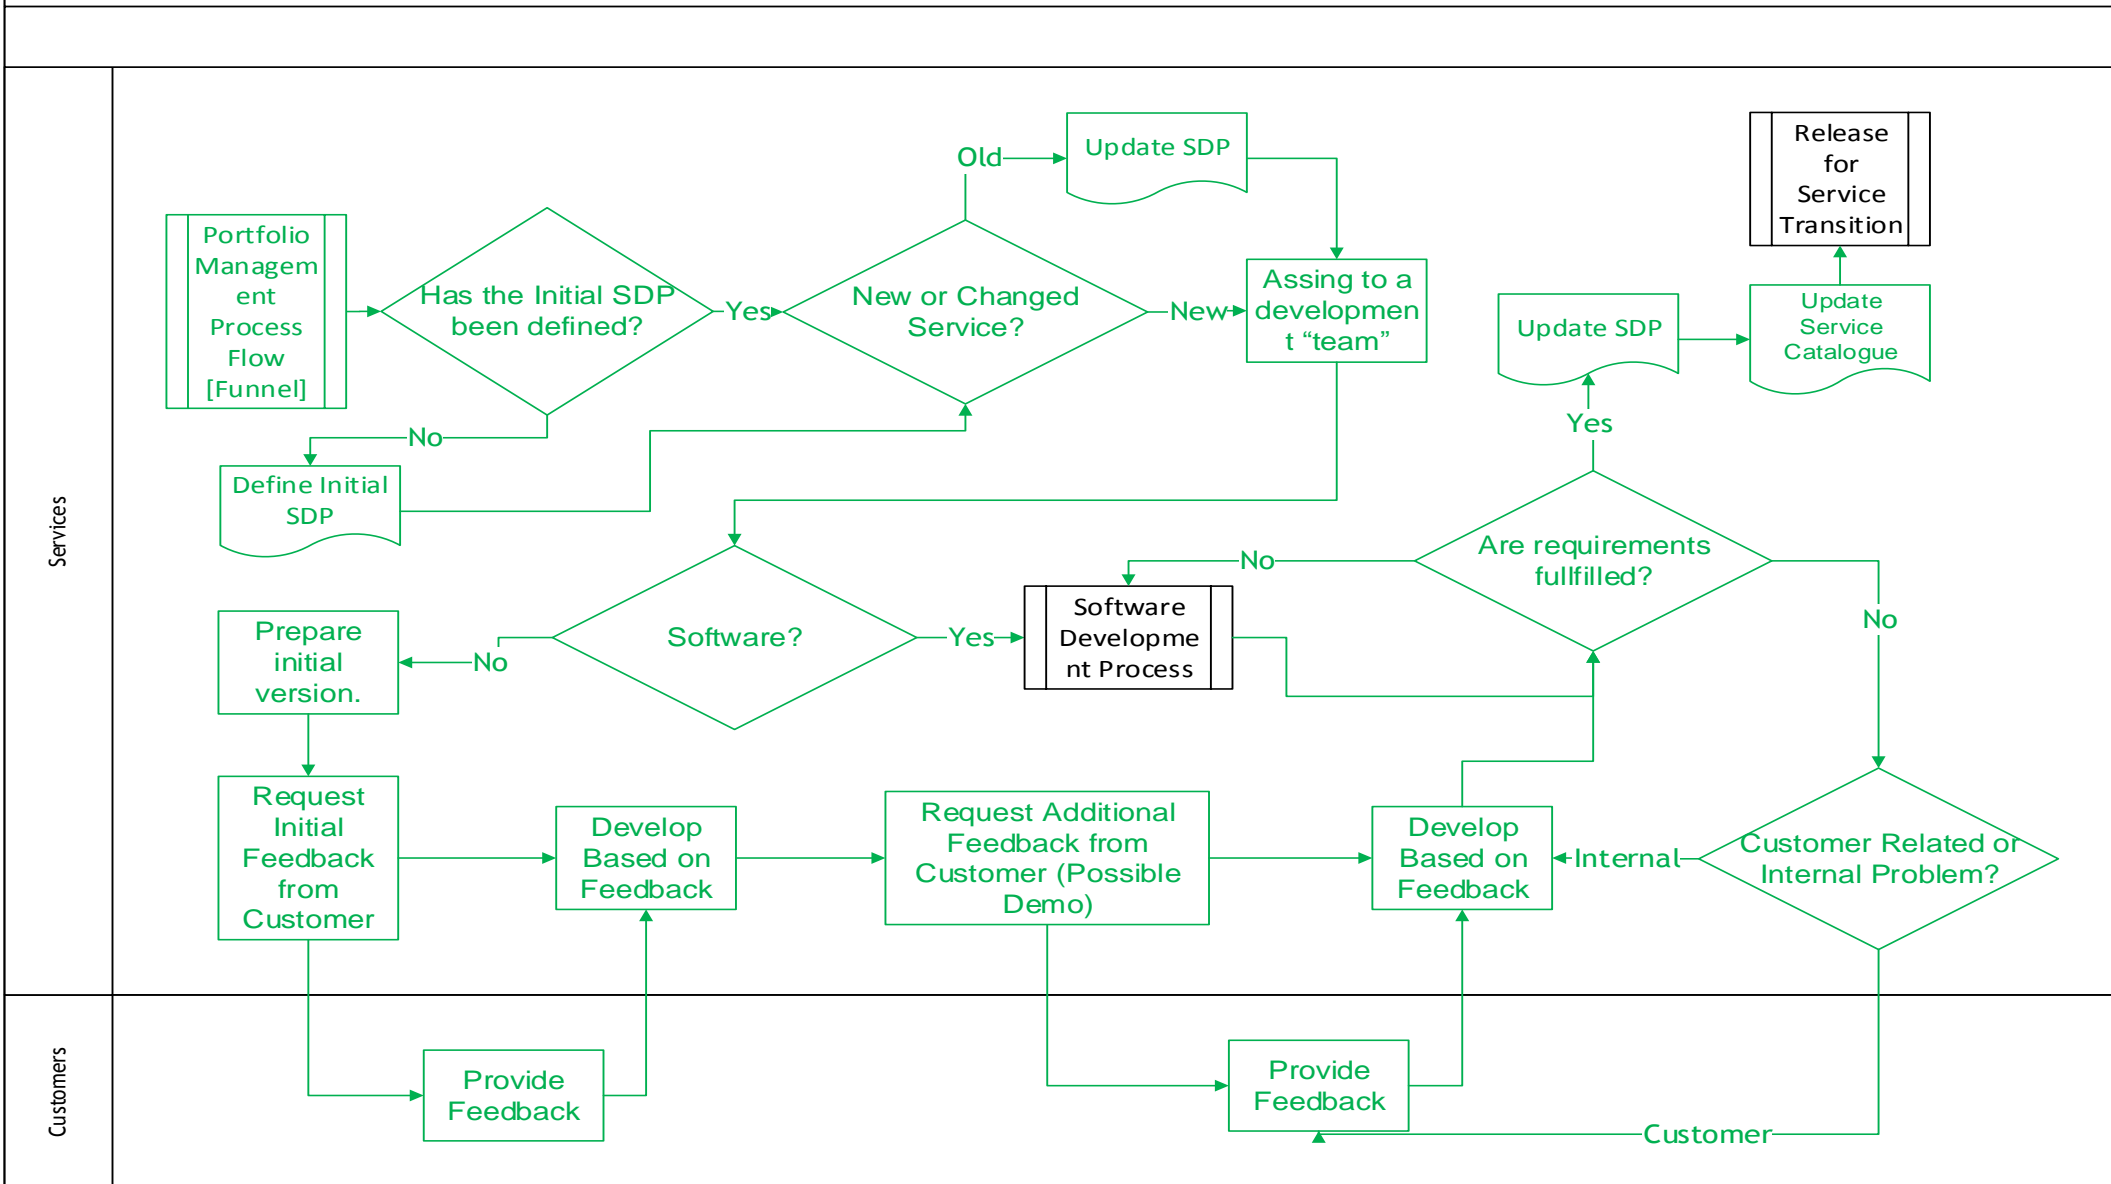 Services
Customers
Portfolio
Managem
ent
Process
Flow
[Funnel]
Has the Initial SDP
been defined?
Yes
No
Define Initial
SDP
New or Changed
Service?
Old
New
Update SDP
Assing to a
developmen
t “team”
Software?
No
Yes
Prepare
initial
version.
Software
Developme
nt Process
Are requirements
fullfilled?
No
Yes
No
Update SDP
Update
Service
Catalogue
Release
for
Service
Transition
Request
Initial
Feedback
from
Customer
Develop
Based on
Feedback
Request Additional
Feedback from
Customer (Possible
Demo)
Develop
Based on
Feedback
Internal
Customer Related or
Internal Problem?
Provide
Feedback
Provide
Feedback
Customer